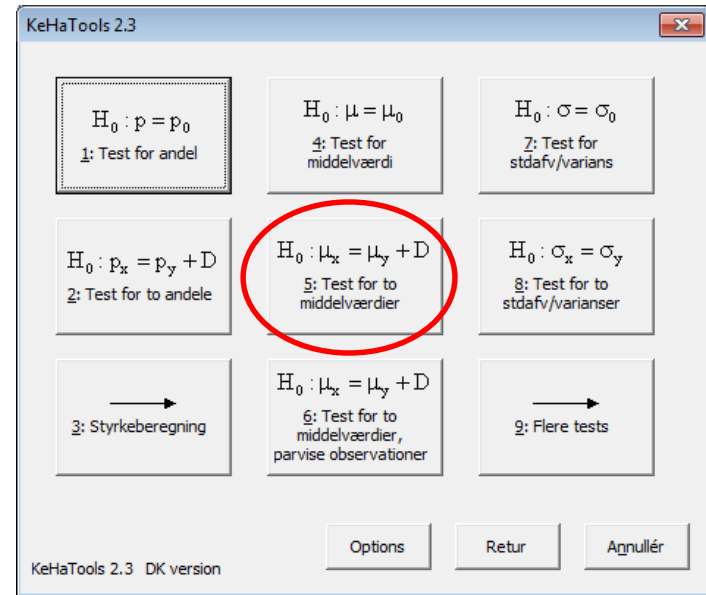 KeHaTools 2.3
H₀ : p = p₀
1: Test for andel
H₀ : μ = μ₀
4: Test for
middelværdi
H₀ : σ = σ₀
7: Test for
stdafv/varians
H₀ : pₓ = pᵧ + D
2: Test for to andele
H₀ : μₓ = μᵧ + D
5: Test for to
middelværdier
H₀ : σₓ = σᵧ
8: Test for to
stdafv/varianser
3: Styrkeberegning
H₀ : μₓ = μᵧ + D
6: Test for to
middelværdier,
parvise observationer
9: Flere tests
Options
Retur
Annullér
KeHaTools 2.3 DK version